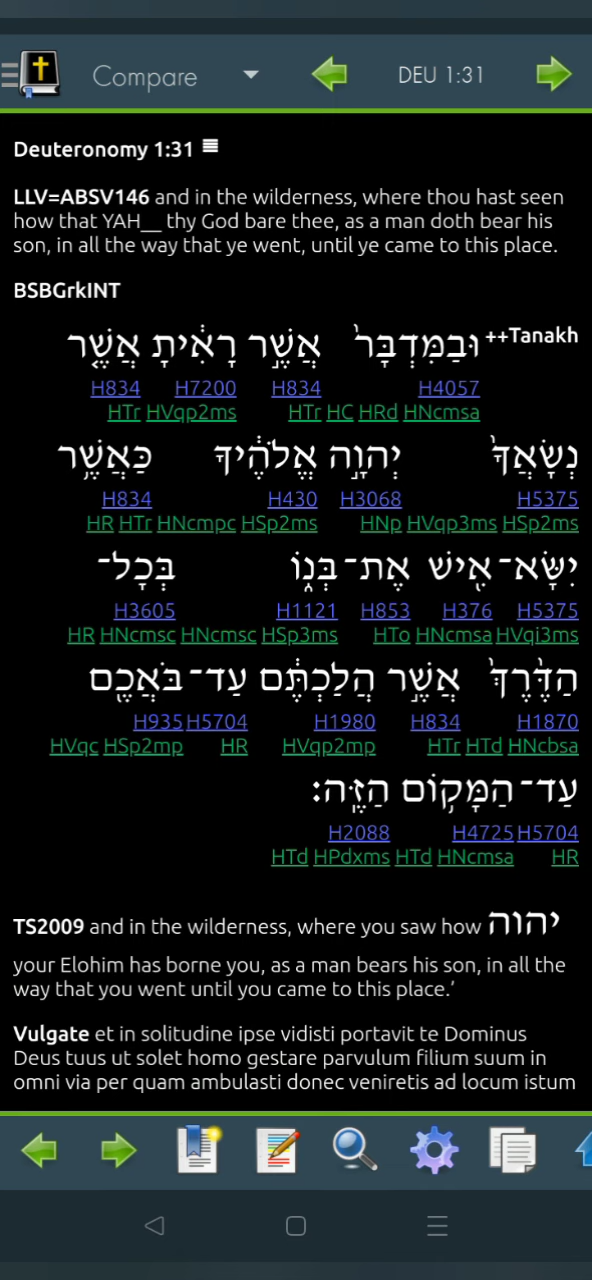 Compare
DEU 1:31
Deuteronomy 1:31
LLV=ABSV146 and in the wilderness, where thou hast seen
how that YAH__ thy God bare thee, as a man doth bear his
son, in all the way that ye went, until ye came to this place.
BSBGrkINT
++Tanakh וּבַמִּדְבָּר֙ אֲשֶׁ֣ר רָאִ֔יתָ אֲשֶׁ֤ר
H834 H7200 H834 H4057
HTr HVqp2ms HTr HC HRd HNcmsa
נְשָׂאֲךָ֙ יְהוָ֣ה אֱלֹהֶ֔יךָ כַּאֲשֶׁ֥ר
H834 H430 H3068 H5375
HR HTr HNcmpc HSp2ms HNp HVqp3ms HSp2ms
יִשָּׂא־אִ֖ישׁ אֶת־בְּנ֑וֹ בְּכָל־
H3605 H1121 H853 H376 H5375
HR HNcmsc HNcmsc HSp3ms HTo HNcmsa HVqi3ms
הַדֶּ֙רֶךְ֙ אֲשֶׁ֣ר הֲלַכְתֶּ֔ם עַד־בֹּאֲכֶ֖ם
H935 H5704 H1980 H834 H1870
HVqc HSp2mp HR HVqp2mp HTr HTd HNcbsa
עַד־הַמָּק֥וֹם הַזֶּֽה׃
H2088 H4725 H5704
HTd HPdxms HTd HNcmsa HR
TS2009 and in the wilderness, where you saw how יהוה
your Elohim has borne you, as a man bears his son, in all the
way that you went until you came to this place.’
Vulgate et in solitudine ipse vidisti portavit te Dominus
Deus tuus ut solet homo gestare parvulum filium suum in
omni via per quam ambulasti donec veniretis ad locum istum